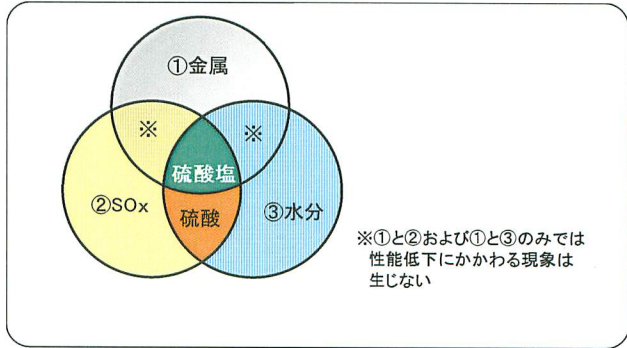 ①金属
※
※
硫酸塩
②SOx
硫酸
③水分
※①と②および①と③のみでは
性能低下にかかわる現象は
生じない